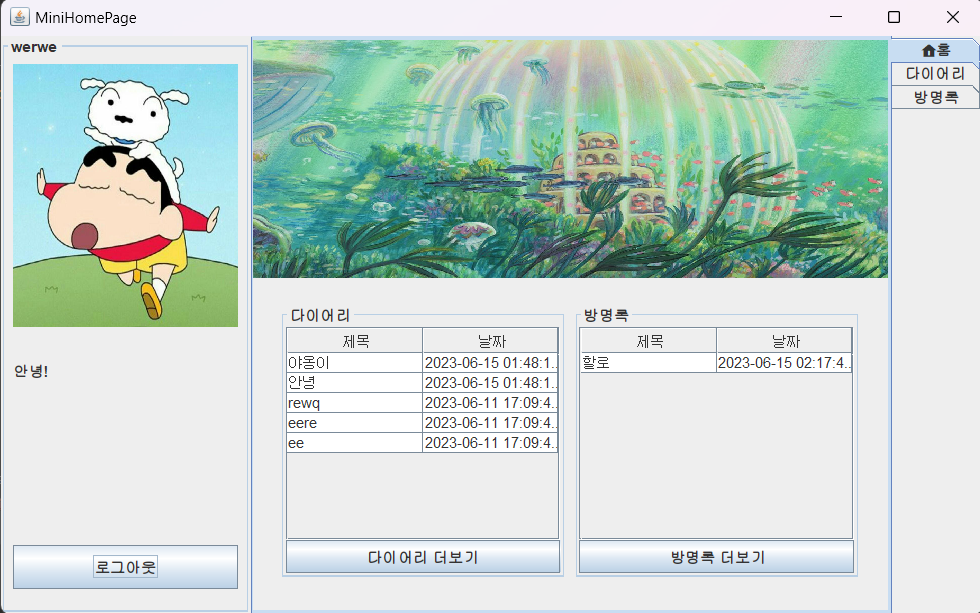 MiniHomePage
werwe
안녕!
로그아웃
홈
다이어리
방명록
다이어리
제목 날짜
야옹이 2023-06-15 01:48:1..
안녕 2023-06-15 01:48:1..
rewq 2023-06-11 17:09:4..
eere 2023-06-11 17:09:4..
ee 2023-06-11 17:09:4..
다이어리 더보기
방명록
제목 날짜
할로 2023-06-15 02:17:4..
방명록 더보기